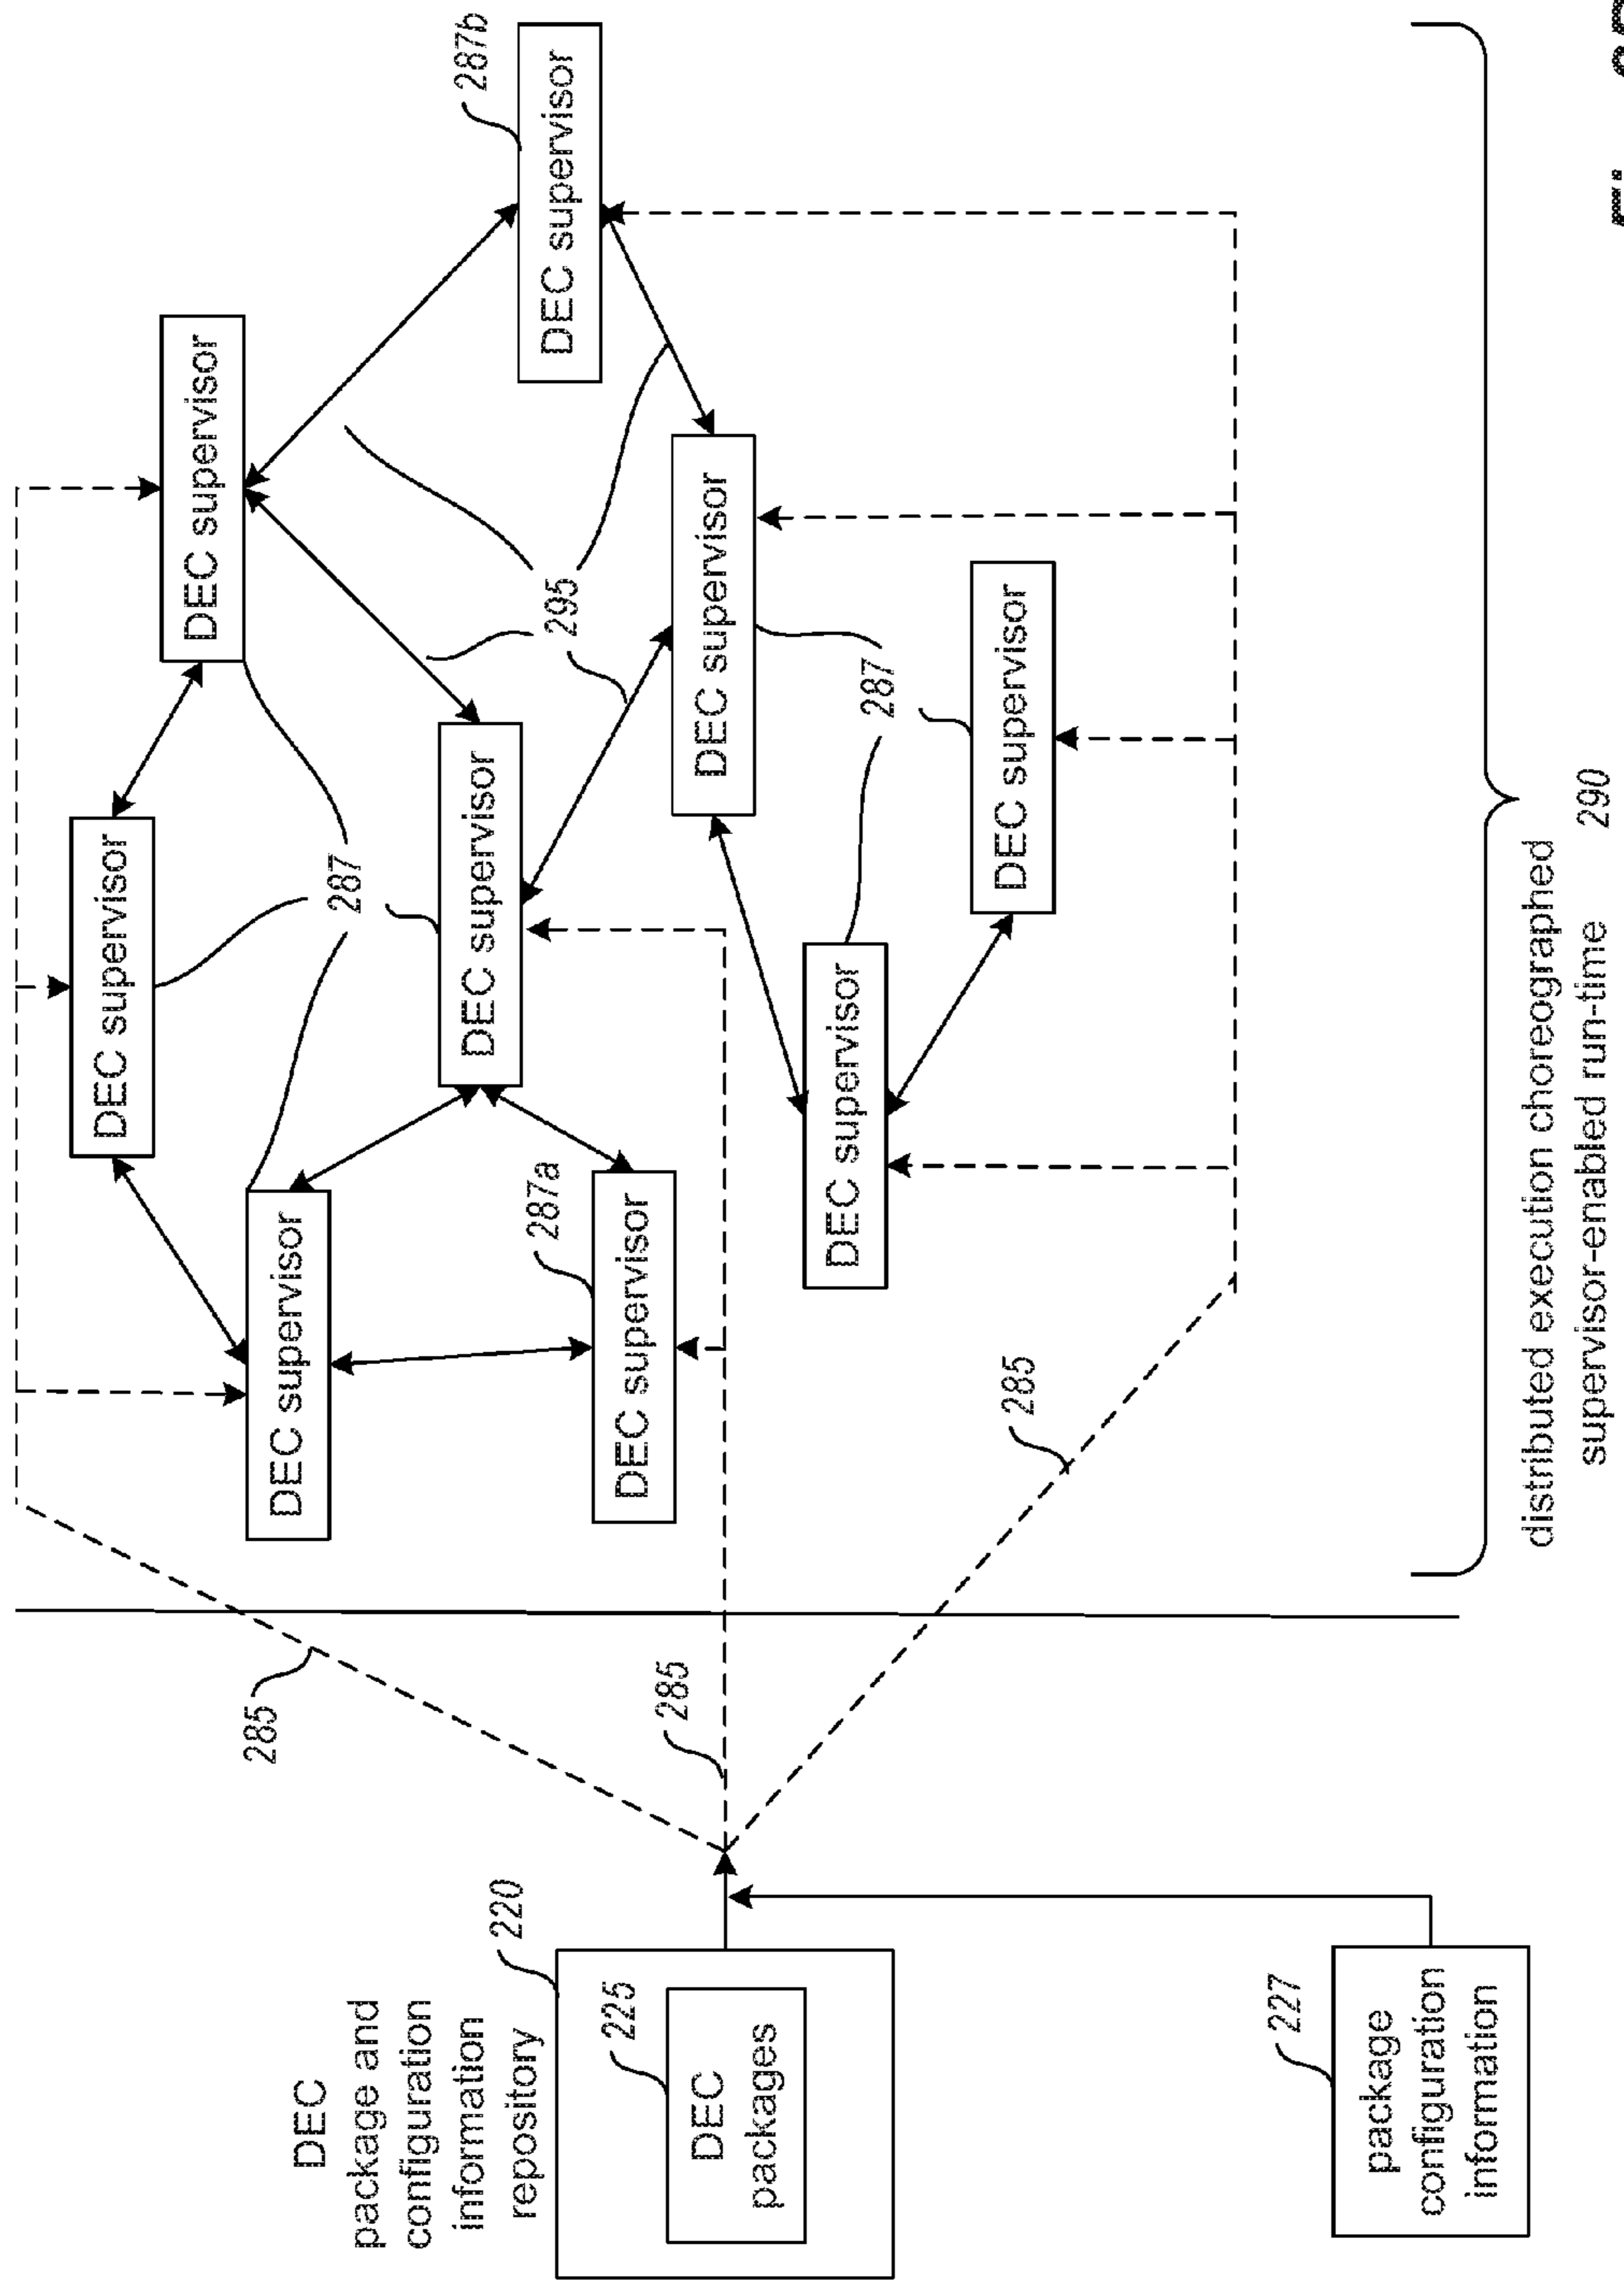 DEC
package and
configuration
information
repository
220
225
DEC
packages
227
package
configuration
information
285
285
285
DEC supervisor
DEC supervisor
DEC supervisor
287
287b
DEC supervisor
DEC supervisor
295
287a
DEC supervisor
DEC supervisor
DEC supervisor
287
DEC supervisor
distributed execution choreographed
supervisor-enabled run-time 290